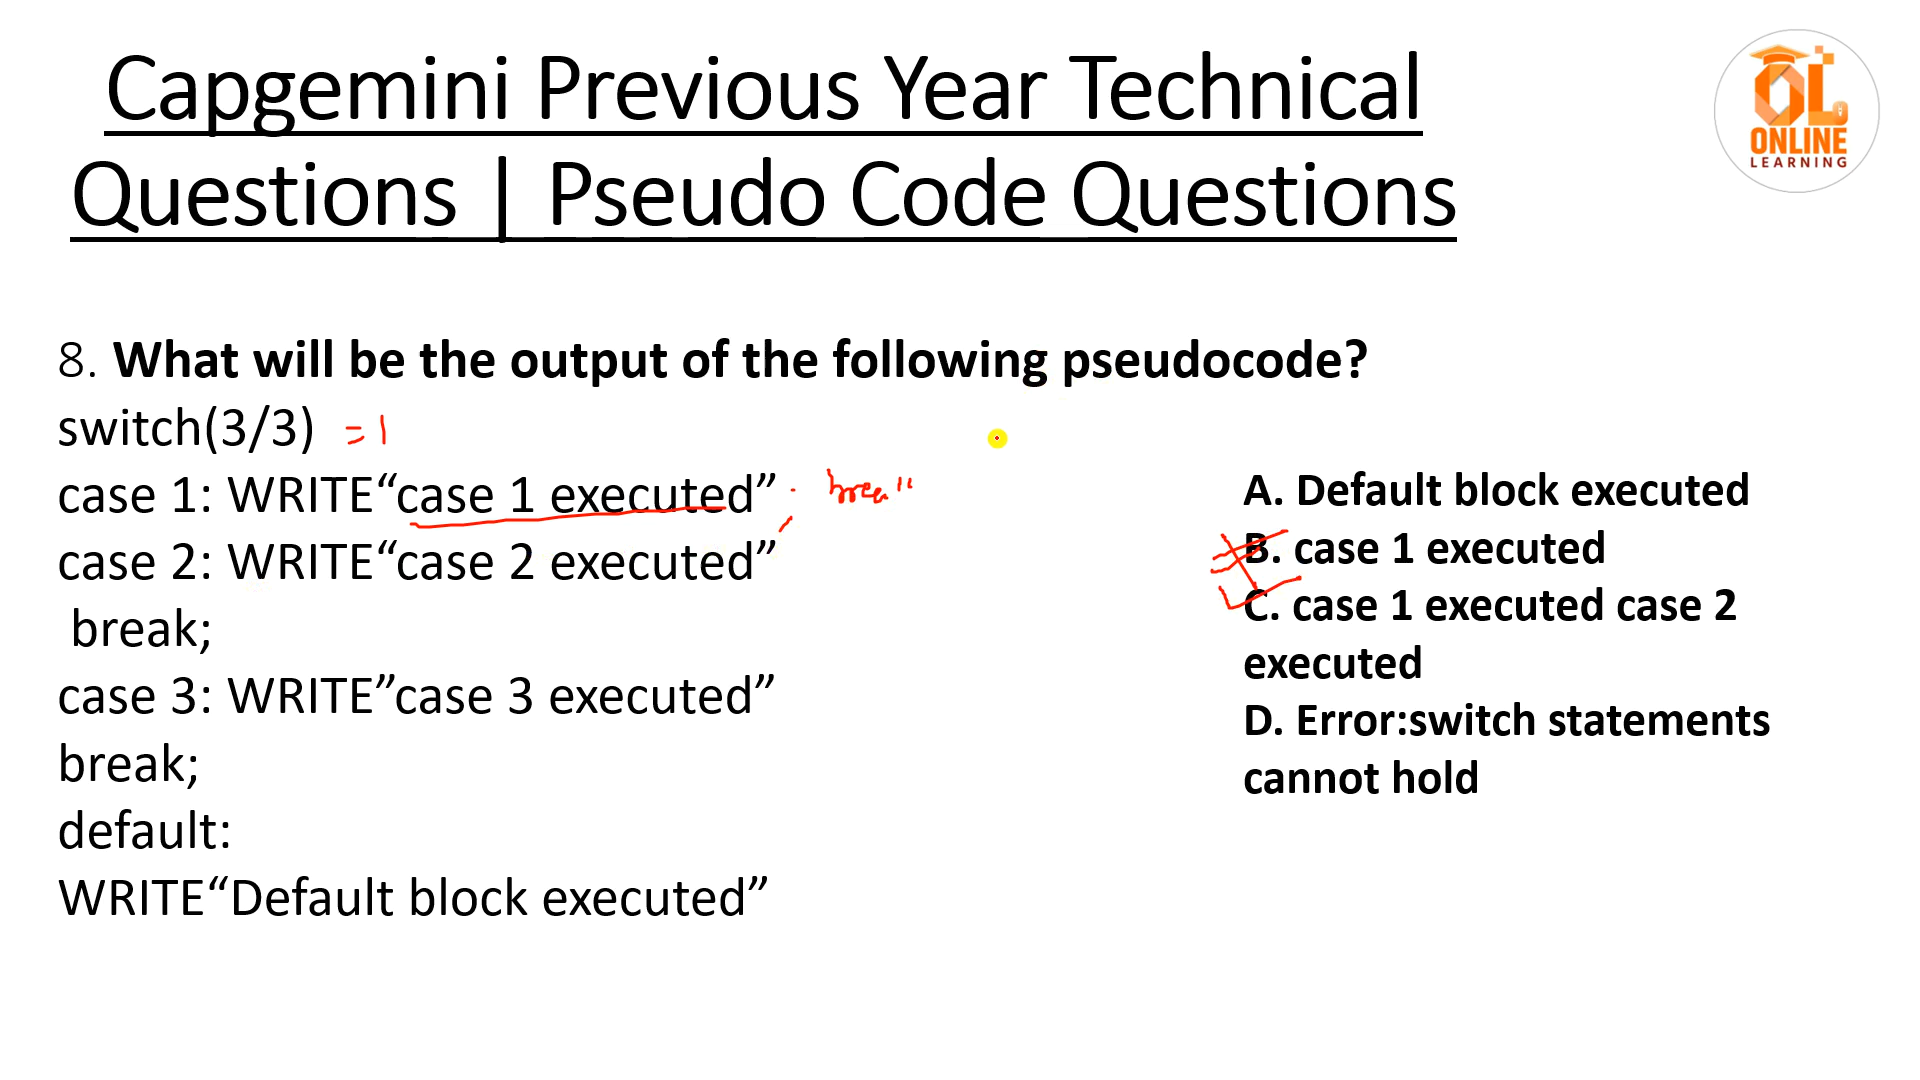 Capgemini Previous Year Technical
Questions | Pseudo Code Questions
OL
ONLINE
LEARNING
8. What will be the output of the following pseudocode?
switch(3/3) =1
case 1: WRITE“case 1 executed”
case 2: WRITE“case 2 executed”
break;
case 3: WRITE”case 3 executed”
break;
default:
WRITE“Default block executed”
A. Default block executed
B. case 1 executed
C. case 1 executed case 2
executed
D. Error:switch statements
cannot hold